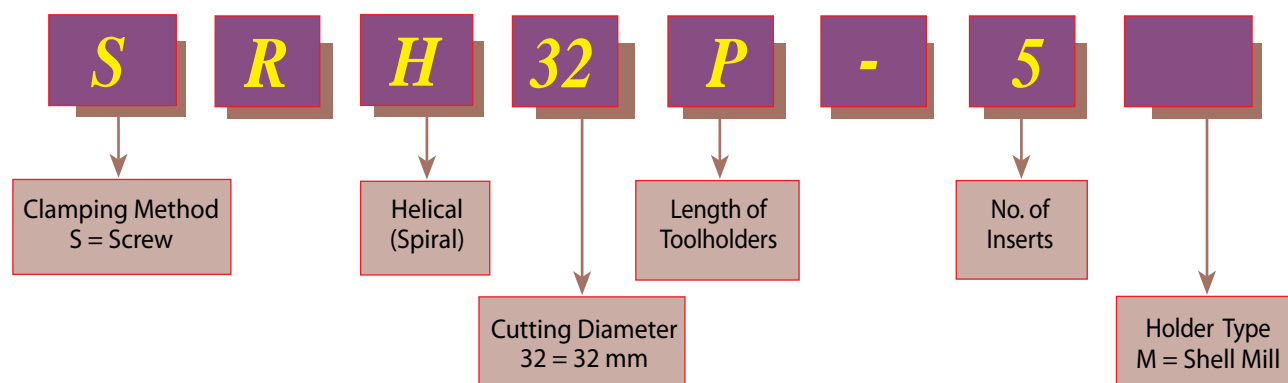 S R H 32 P - 5
Clamping Method
S = Screw
Helical
(Spiral)
Length of
Toolholders
No. of
Inserts
Cutting Diameter
32 = 32 mm
Holder Type
M = Shell Mill